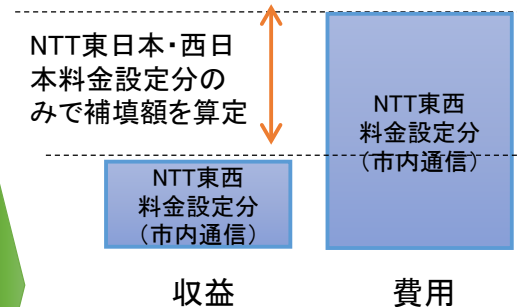 NTT東日本・西日
本料金設定分の
みで補填額を算定
NTT東西
料金設定分
（市内通信）
NTT東西
料金設定分
（市内通信）
収益
費用